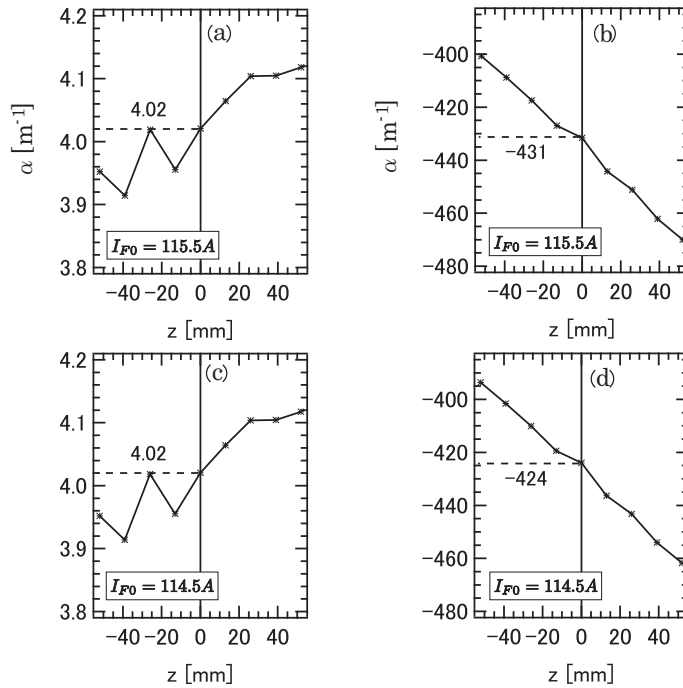 (a)
4.2
4.1
4.0
3.9
3.8
α [m⁻¹]
4.02
I_F0 = 115.5A
−40 −20 0 20 40
z [mm]
(b)
−400
−420
−440
−460
−480
α [m⁻¹]
−431
I_F0 = 115.5A
−40 −20 0 20 40
z [mm]
(c)
4.2
4.1
4.0
3.9
3.8
α [m⁻¹]
4.02
I_F0 = 114.5A
−40 −20 0 20 40
z [mm]
(d)
−400
−420
−440
−460
−480
α [m⁻¹]
−424
I_F0 = 114.5A
−40 −20 0 20 40
z [mm]